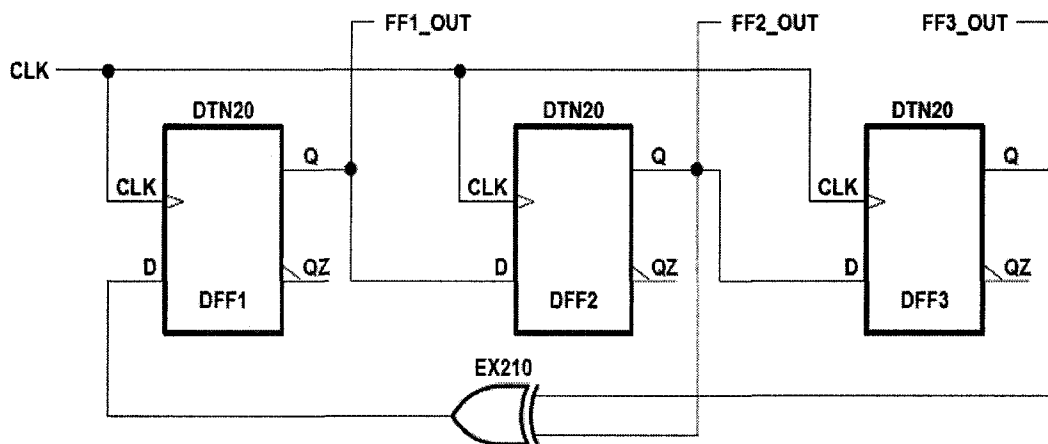 FF1_OUT FF2_OUT FF3_OUT
CLK
DTN20 DTN20 DTN20
Q Q Q
CLK CLK CLK
D QZ D QZ D QZ
DFF1 DFF2 DFF3
EX210